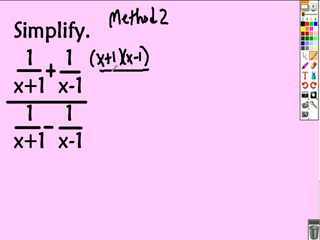 Method 2
Simplify.
1/(x+1) + 1/(x-1) (x+1)(x-1)
1/(x+1) - 1/(x-1)